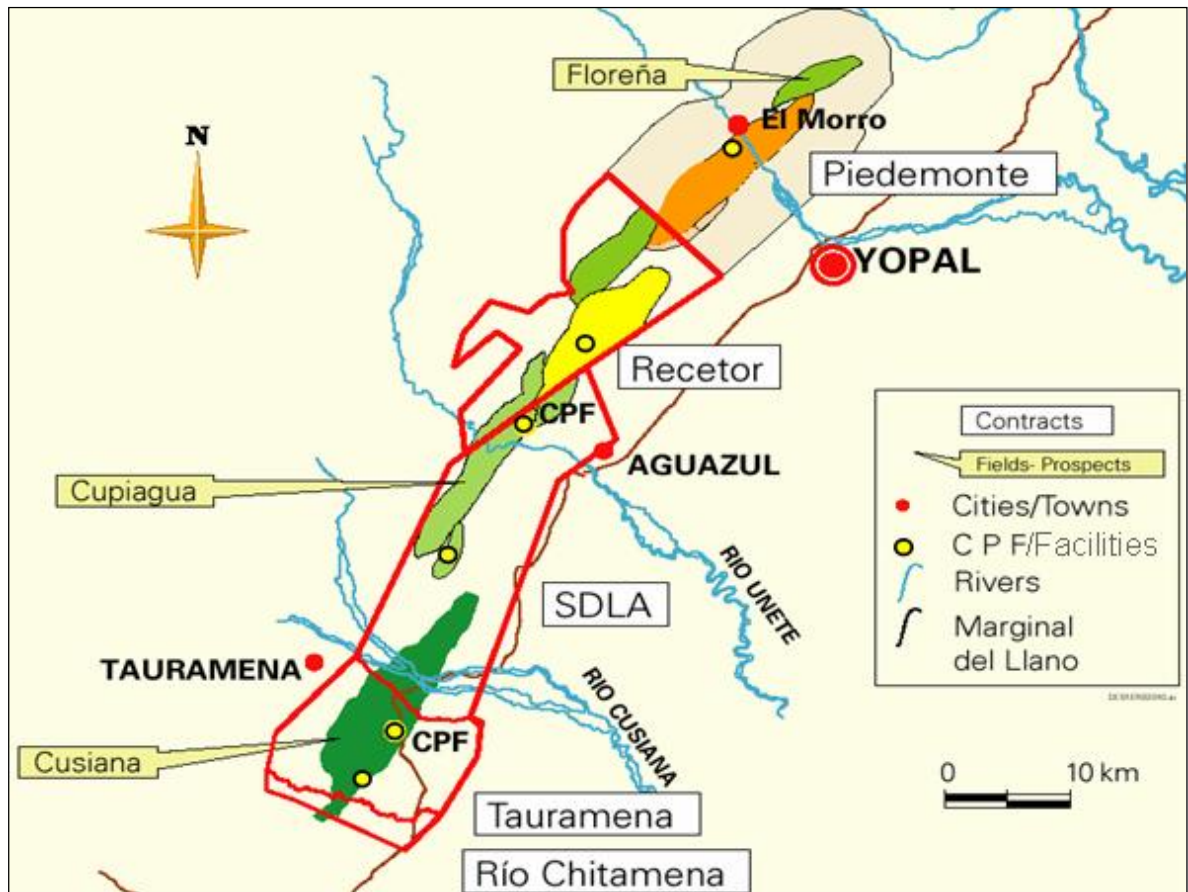 Floreña
El Morro
N
Piedemonte
YOPAL
Recetor
CPF
AGUAZUL
Cupiagua
SDLA
RIO UNETE
TAURAMENA
RIO CUSIANA
CPF
Cusiana
Tauramena
Río Chitamena
Contracts
Fields- Prospects
Cities/Towns
C P F/Facilities
Rivers
Marginal
del Llano
0 10 km